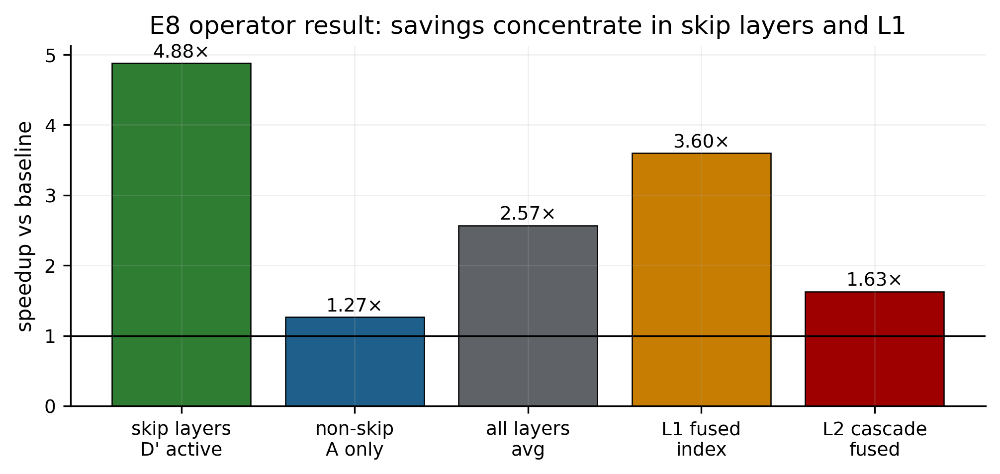 E8 operator result: savings concentrate in skip layers and L1
speedup vs baseline
5
4
3
2
1
0
4.88×
1.27×
2.57×
3.60×
1.63×
skip layers
D' active
non-skip
A only
all layers
avg
L1 fused
index
L2 cascade
fused